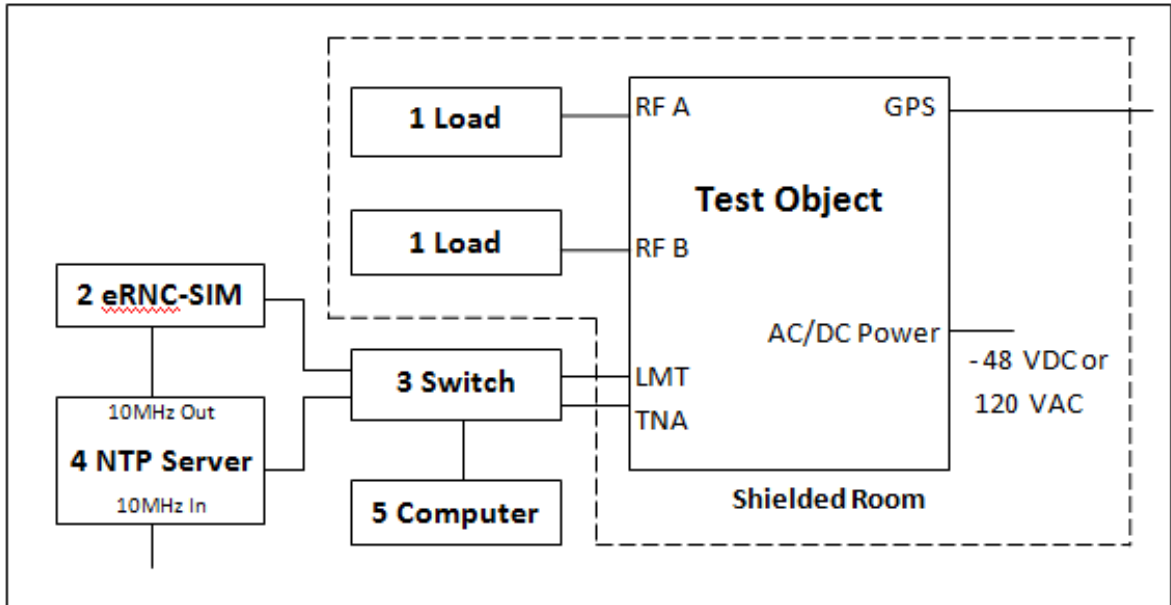 1 Load
RF A
GPS
Test Object
1 Load
RF B
2 eRNC-SIM
AC/DC Power
-48 VDC or
120 VAC
3 Switch
LMT
TNA
10MHz Out
4 NTP Server
10MHz In
5 Computer
Shielded Room